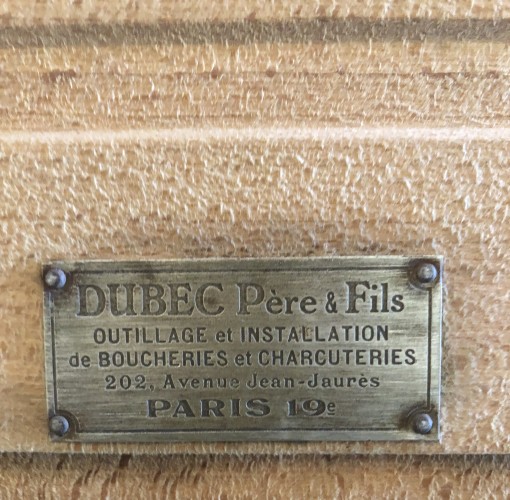 DUBEC Père & Fils
OUTILLAGE et INSTALLATION
de BOUCHERIES et CHARCUTERIES
202, Avenue Jean-Jaurès
PARIS 19e